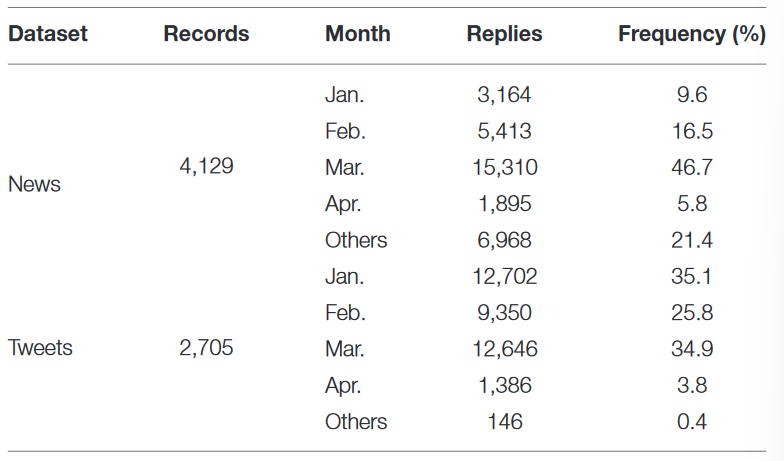 Dataset Records Month Replies Frequency (%)
Jan. 3,164 9.6
Feb. 5,413 16.5
4,129 Mar. 15,310 46.7
News
Apr. 1,895 5.8
Others 6,968 21.4
Jan. 12,702 35.1
Feb. 9,350 25.8
Tweets 2,705 Mar. 12,646 34.9
Apr. 1,386 3.8
Others 146 0.4